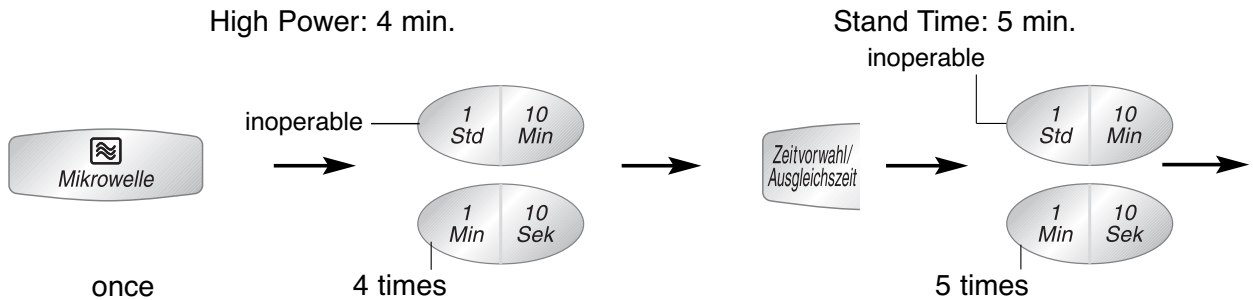 High Power: 4 min.
Stand Time: 5 min.
inoperable
inoperable
1 Std
10 Min
1 Std
10 Min
Mikrowelle
Zeitvorwahl/
Ausgleichszeit
1 Min
10 Sek
1 Min
10 Sek
once
4 times
5 times